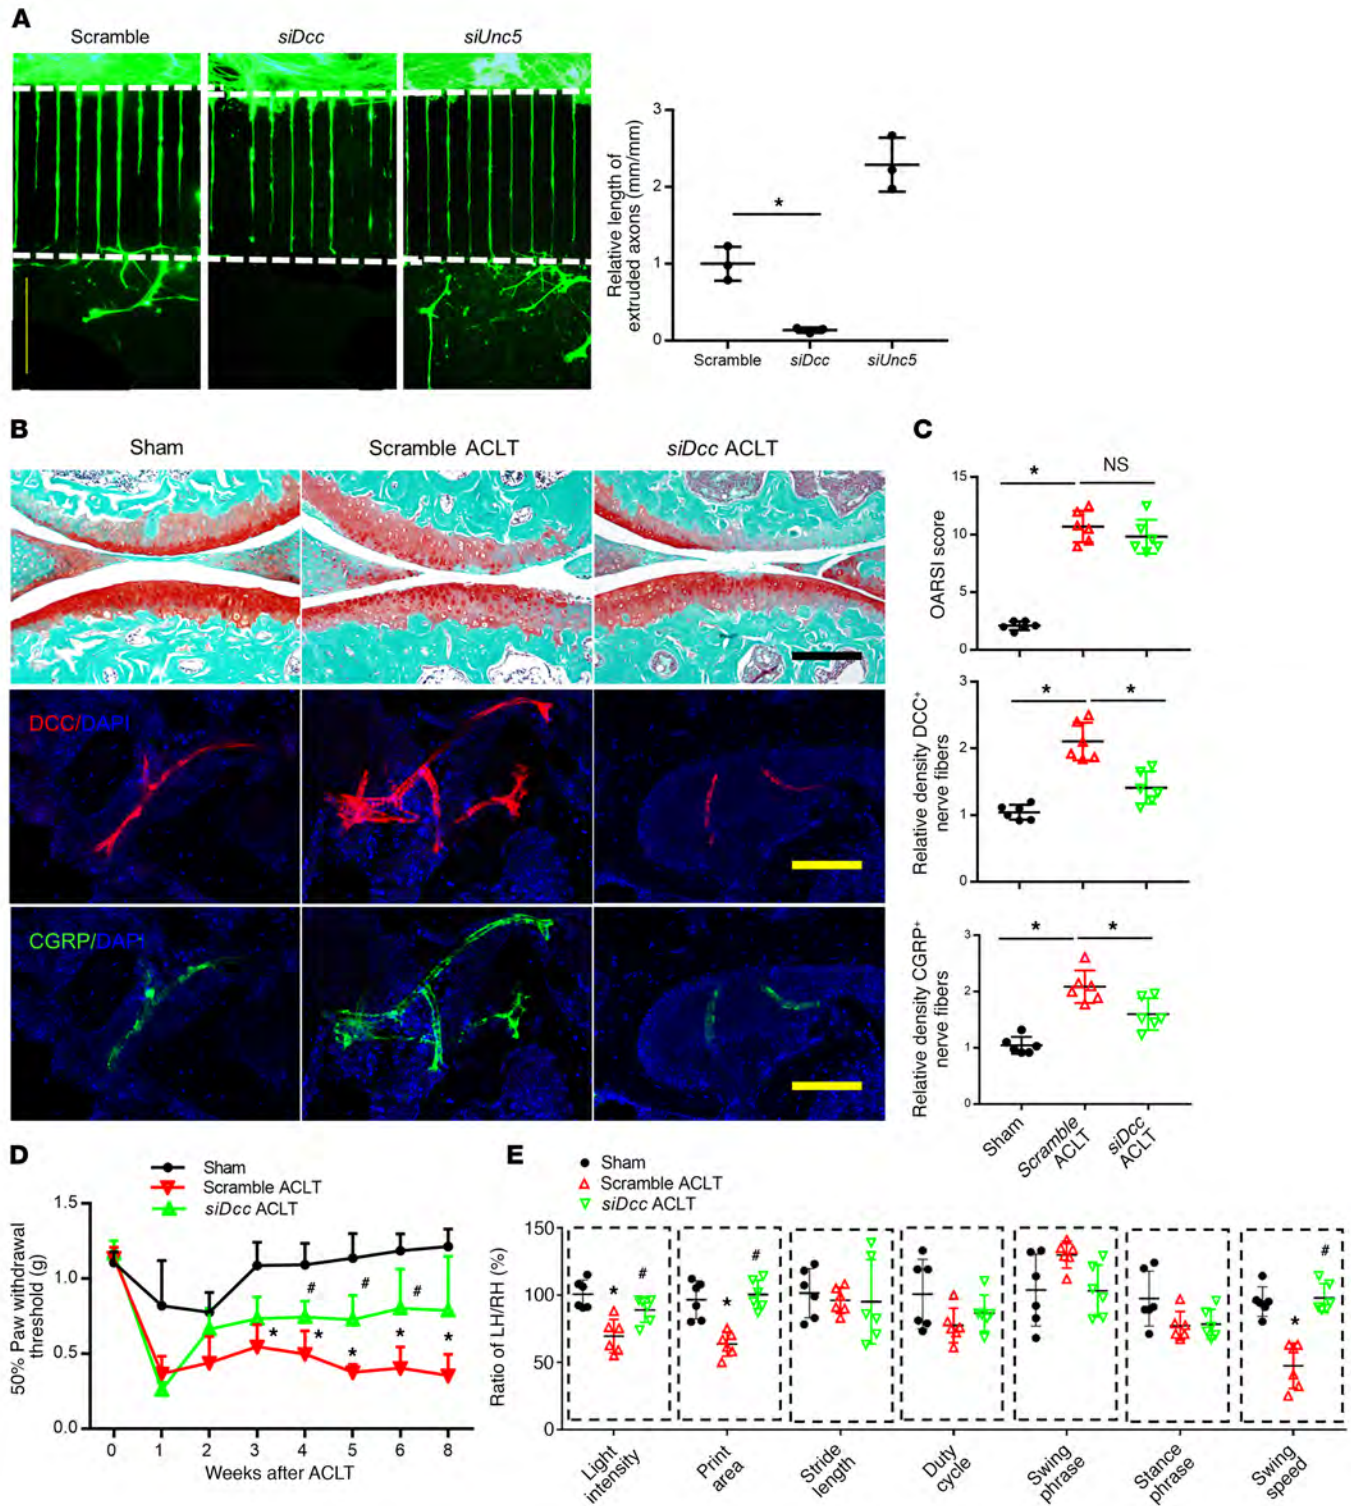 A
Scramble siDcc siUnc5
Relative length of
extruded axons (mm/mm)
3
2
1
0
*
Scramble siDcc siUnc5
B
Sham Scramble ACLT siDcc ACLT
DCC/DAPI
CGRP/DAPI
C
OARSI score
15
10
5
0
* NS
Relative density DCC+
nerve fibers
3
2
1
0
* *
Relative density CGRP+
nerve fibers
3
2
1
0
* *
Sham
Scramble
ACLT
siDcc
ACLT
D
Sham
Scramble ACLT
siDcc ACLT
50% Paw withdrawal
threshold (g)
1.5
1.0
0.5
0.0
# # #
* * * * *
0 1 2 3 4 5 6 8
Weeks after ACLT
E
Sham
Scramble ACLT
siDcc ACLT
Ratio of LH/RH (%)
150
100
50
0
* # * # * #
Light
intensity
Print
area
Stride
length
Duty
cycle
Swing
phrase
Stance
phrase
Swing
speed